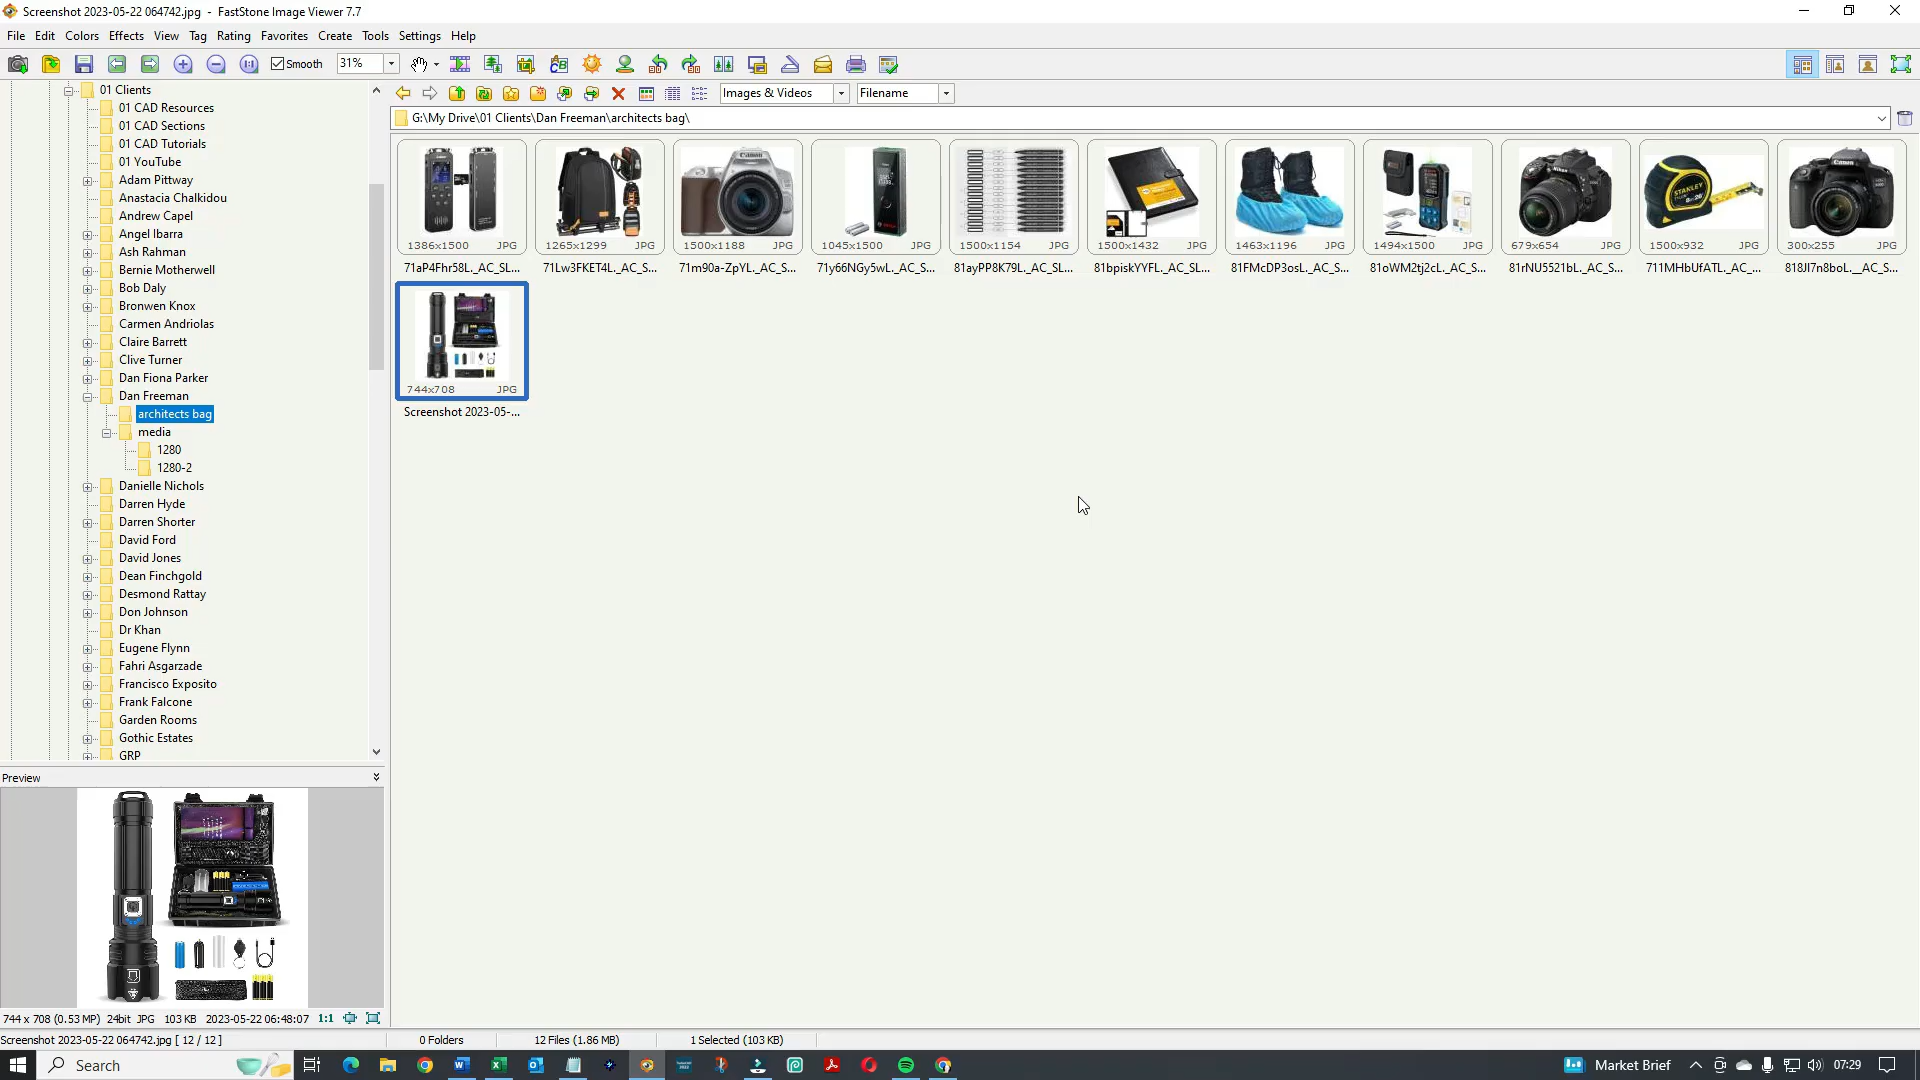 Screenshot 2023-05-22 064742.jpg - FastStone Image Viewer 7.7
File Edit Colors Effects View Tag Rating Favorites Create Tools Settings Help
Smooth 31%
Images & Videos Filename
G:\My Drive\01 Clients\Dan Freeman\architects bag\
01 Clients
01 CAD Resources
01 CAD Sections
01 CAD Tutorials
01 YouTube
Adam Pittway
Anastacia Chalkidou
Andrew Capel
Angel Ibarra
Ash Rahman
Bernie Motherwell
Bob Daly
Bronwen Knox
Carmen Andriolas
Claire Barrett
Clive Turner
Dan Fiona Parker
Dan Freeman
architects bag
media
1280
1280-2
Danielle Nichols
Darren Hyde
Darren Shorter
David Ford
David Jones
Dean Finchgold
Desmond Rattay
Don Johnson
Dr Khan
Eugene Flynn
Fahri Asgarzade
Francisco Exposito
Frank Falcone
Garden Rooms
Gothic Estates
GRP
1386x1500 JPG 1265x1299 JPG 1500x1188 JPG 1045x1500 JPG 1500x1154 JPG 1500x1432 JPG 1463x1196 JPG 1494x1500 JPG 679x654 JPG 1500x932 JPG 300x255 JPG
71aP4Fhr58L._AC_SL... 71Lw3FKET4L._AC_S... 71m90a-ZpYL._AC_S... 71y66NGy5wL._AC_S... 81ayPP8K79L._AC_SL... 81bpiskYYFL._AC_SL... 81FMcDP3osL._AC_S... 81oWM2tj2cL._AC_S... 81rNU5521bL._AC_S... 711MHbUfATL._AC_... 818JI7n8boL.__AC_S...
Canon
Nikon
STANLEY
Canon
744x708 JPG
Screenshot 2023-05-...
Preview
744 x 708 (0.53 MP) 24bit JPG 103 KB 2023-05-22 06:48:07 1:1
Screenshot 2023-05-22 064742.jpg [ 12 / 12 ] 0 Folders 12 Files (1.86 MB) 1 Selected (103 KB)
Search Market Brief 07:29